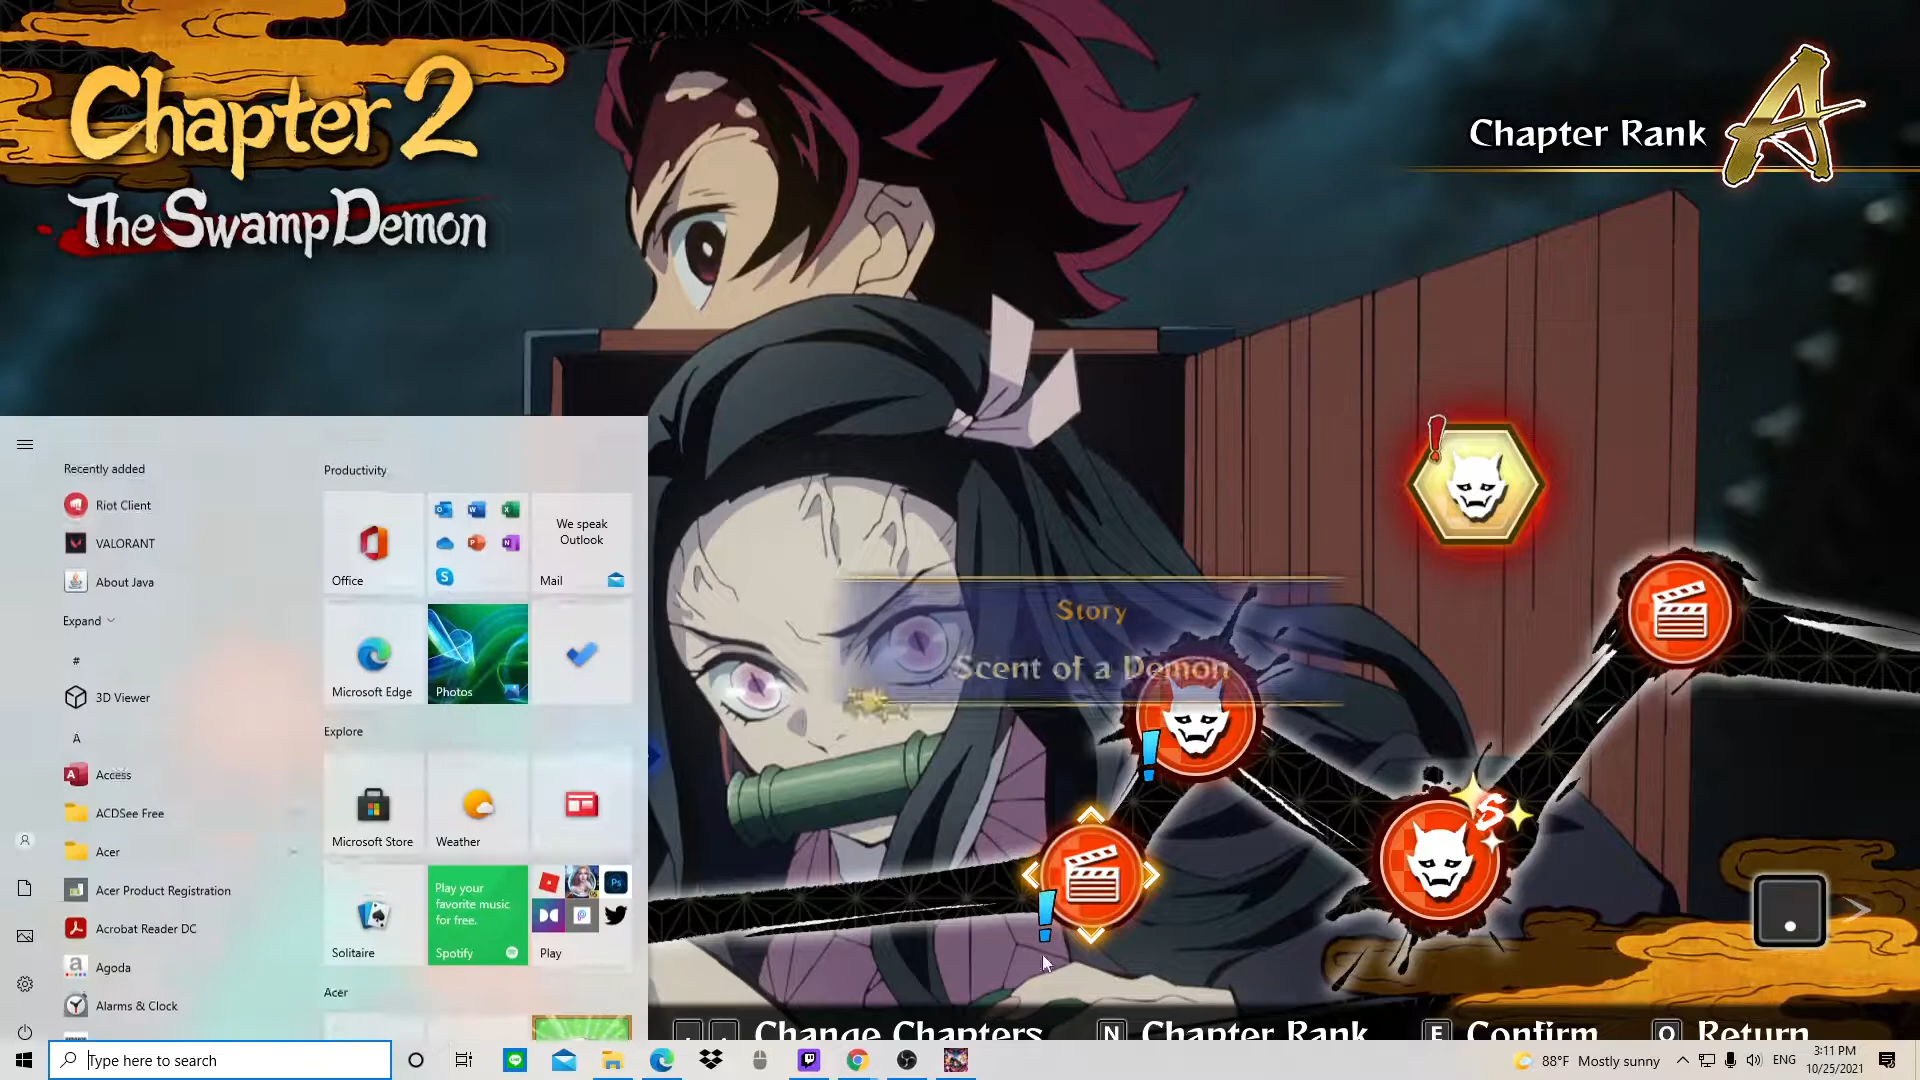 Chapter 2
The Swamp Demon
Chapter Rank A
Story
Scent of a Demon
S
Change Chapters
N Chapter Rank
E Confirm
Q Return
Recently added
Riot Client
VALORANT
About Java
Expand
#
3D Viewer
A
Access
ACDSee Free
Acer
Acer Product Registration
Acrobat Reader DC
Agoda
Alarms & Clock
Productivity
Office
We speak
Outlook
Mail
Microsoft Edge
Photos
Explore
Microsoft Store
Weather
Solitaire
Play your
favorite music
for free.
Spotify
Play
Acer
Type here to search
88°F Mostly sunny
ENG
3:11 PM
10/25/2021